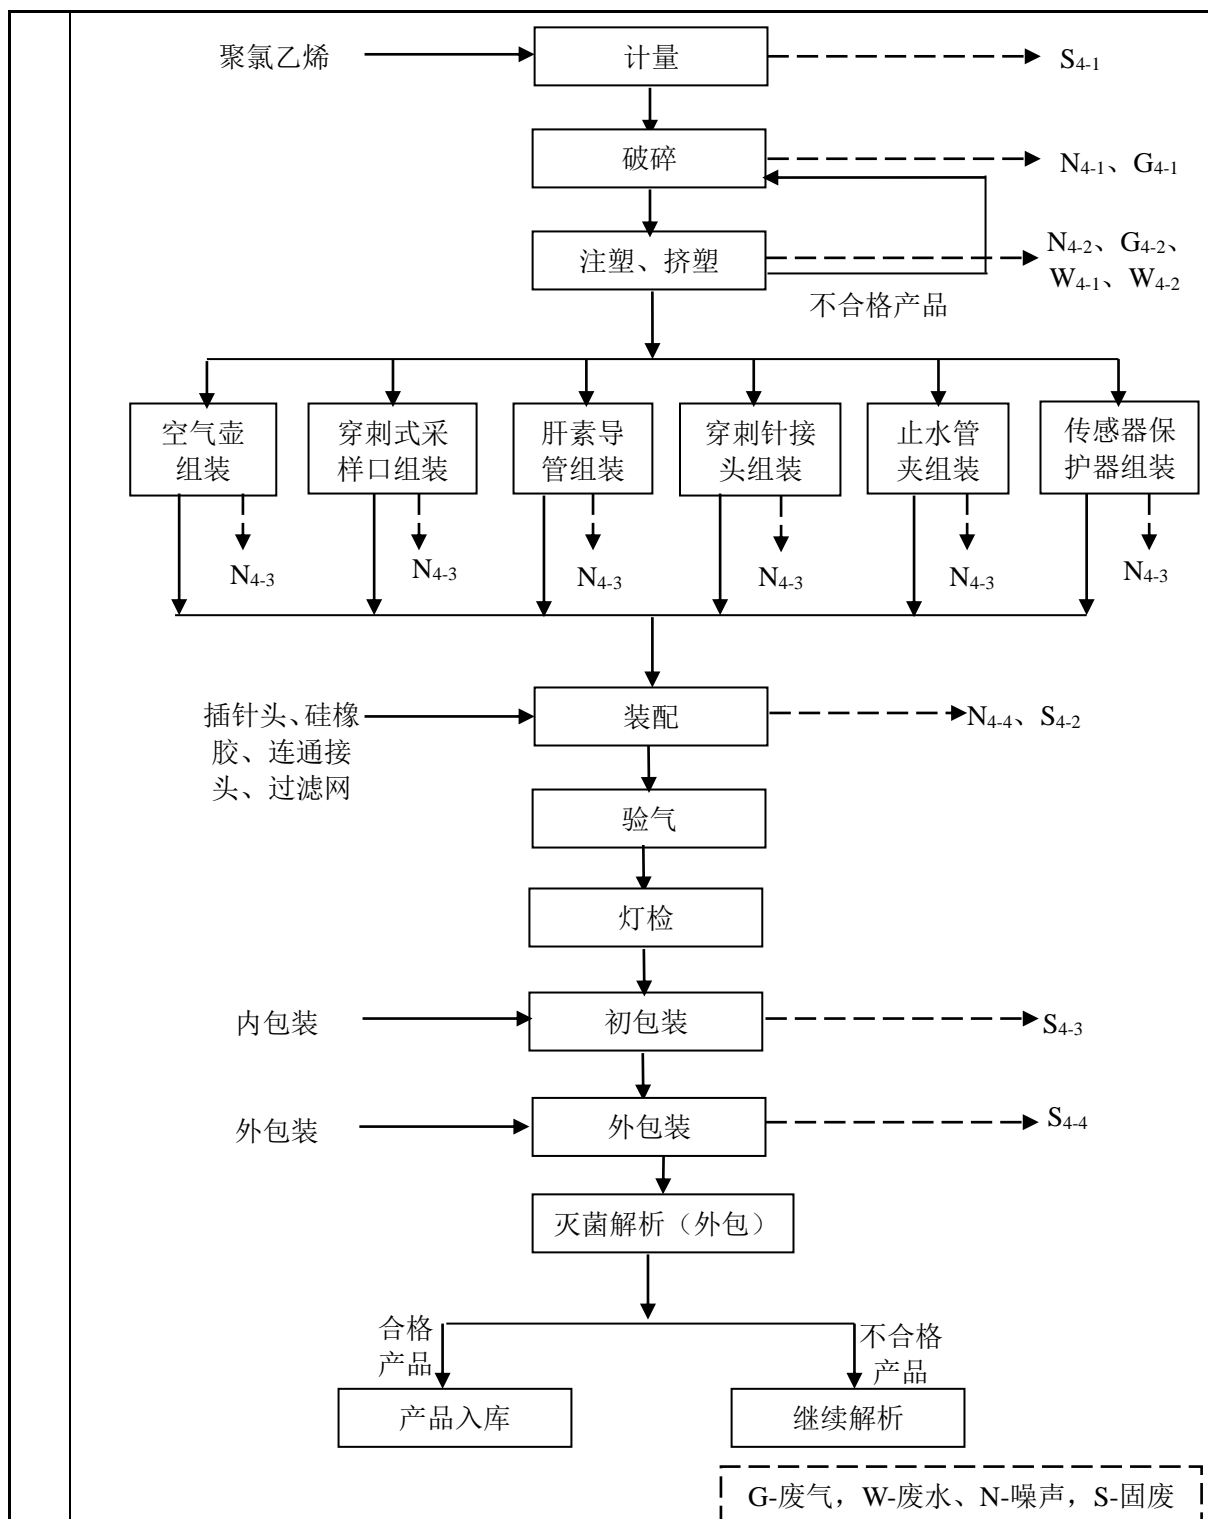 聚氯乙烯
计量
S4-1
破碎
N4-1、G4-1
注塑、挤塑
N4-2、G4-2、
W4-1、W4-2
不合格产品
空气壶
组装
穿刺式采
样口组装
肝素导
管组装
穿刺针接
头组装
止水管
夹组装
传感器保
护器组装
N4-3
N4-3
N4-3
N4-3
N4-3
N4-3
插针头、硅橡
胶、连通接
头、过滤网
装配
N4-4、S4-2
验气
灯检
内包装
初包装
S4-3
外包装
外包装
S4-4
灭菌解析（外包）
合格
产品
不合格
产品
产品入库
继续解析
G-废气，W-废水、N-噪声，S-固废